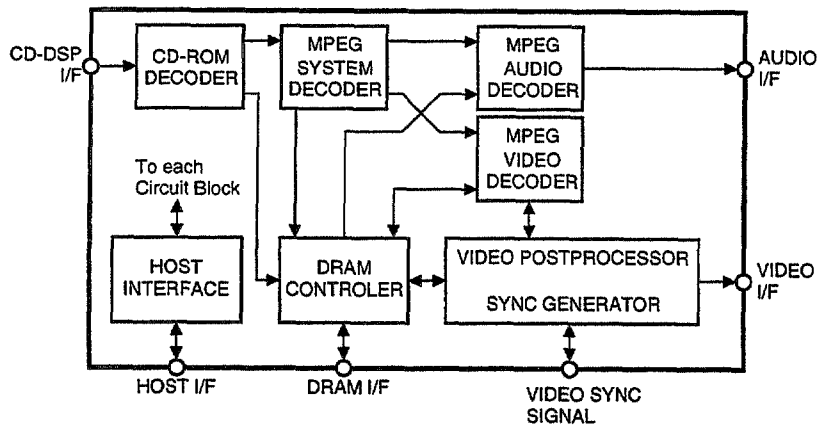 CD-DSP
I/F
CD-ROM
DECODER
MPEG
SYSTEM
DECODER
MPEG
AUDIO
DECODER
AUDIO
I/F
MPEG
VIDEO
DECODER
To each
Circuit Block
HOST
INTERFACE
DRAM
CONTROLER
VIDEO POSTPROCESSOR
SYNC GENERATOR
VIDEO
I/F
HOST I/F
DRAM I/F
VIDEO SYNC
SIGNAL